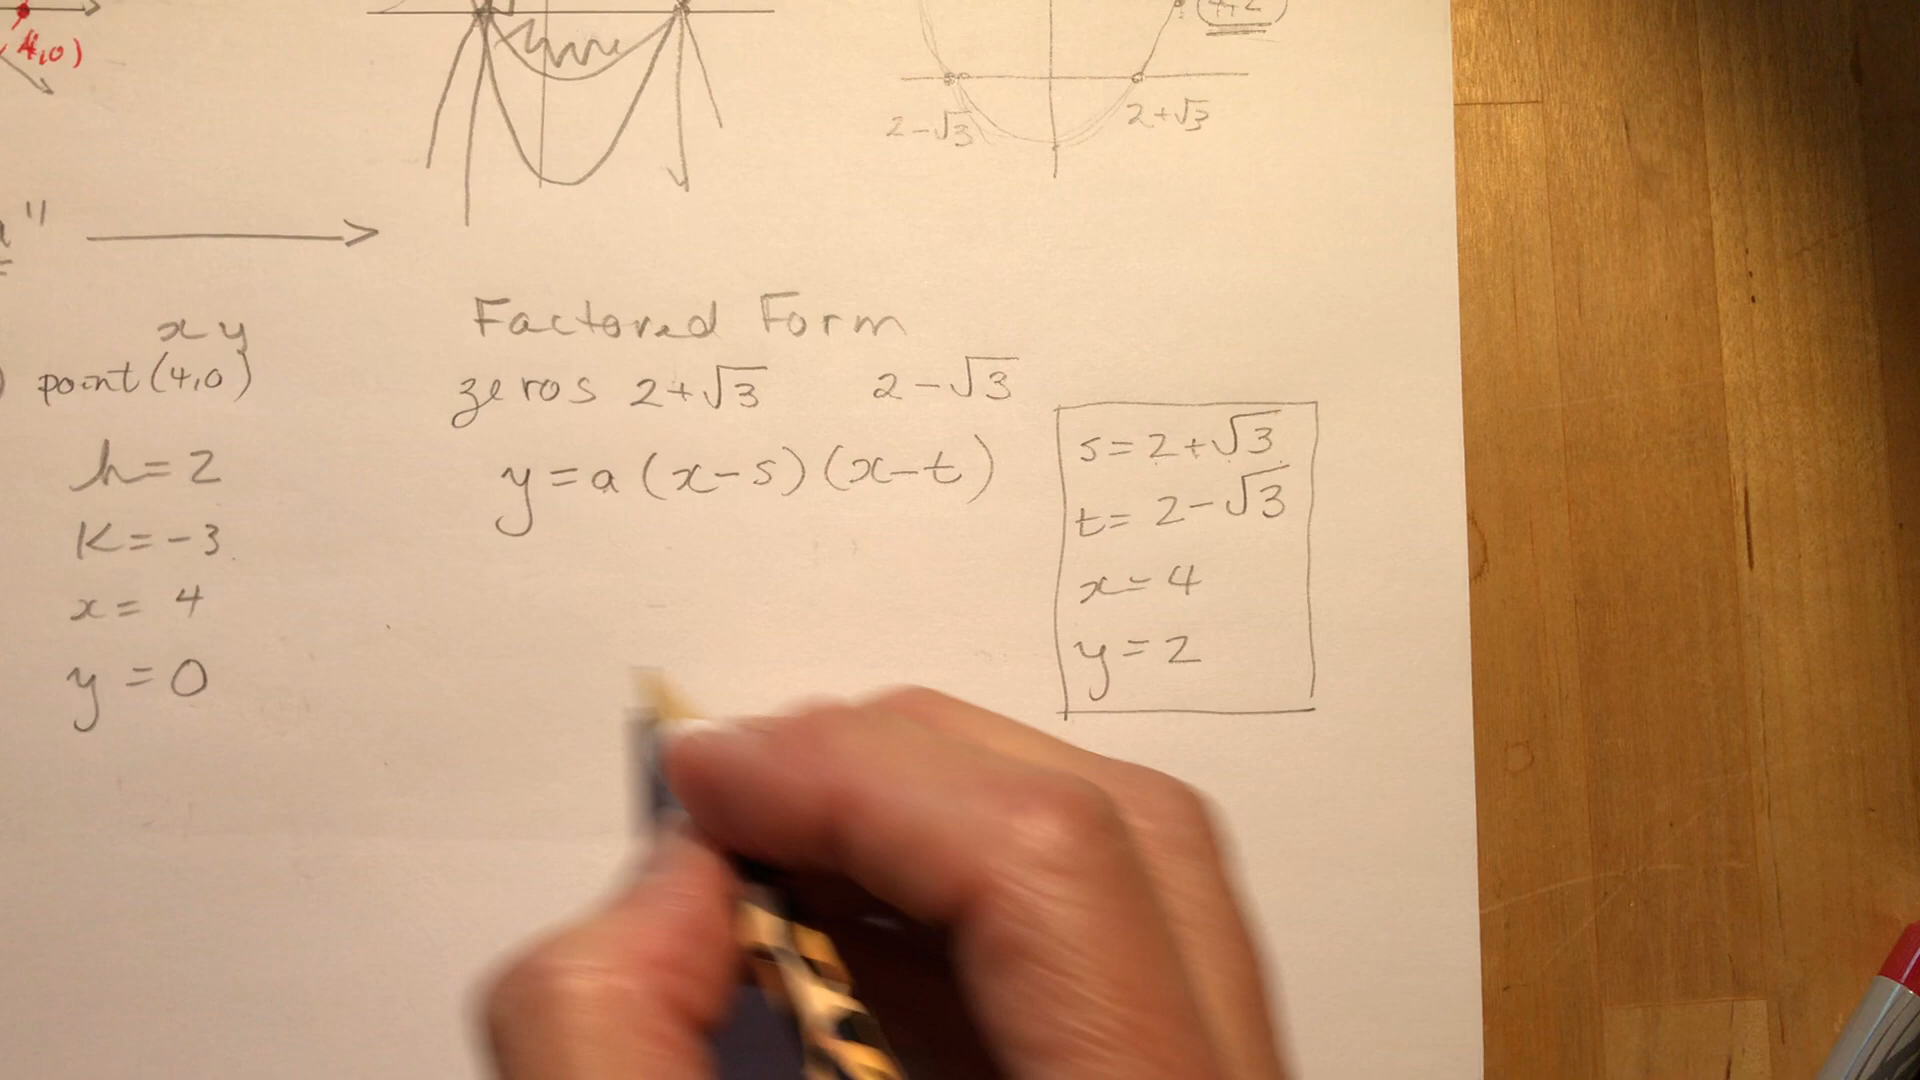 4,0)
2-√3
2+√3
"
x y
point (4,0)
h=2
K=-3
x= 4
y=0
Factored Form
zeros 2+√3 2-√3
y=a(x-s)(x-t)
s=2+√3
t= 2-√3
x=4
y=2